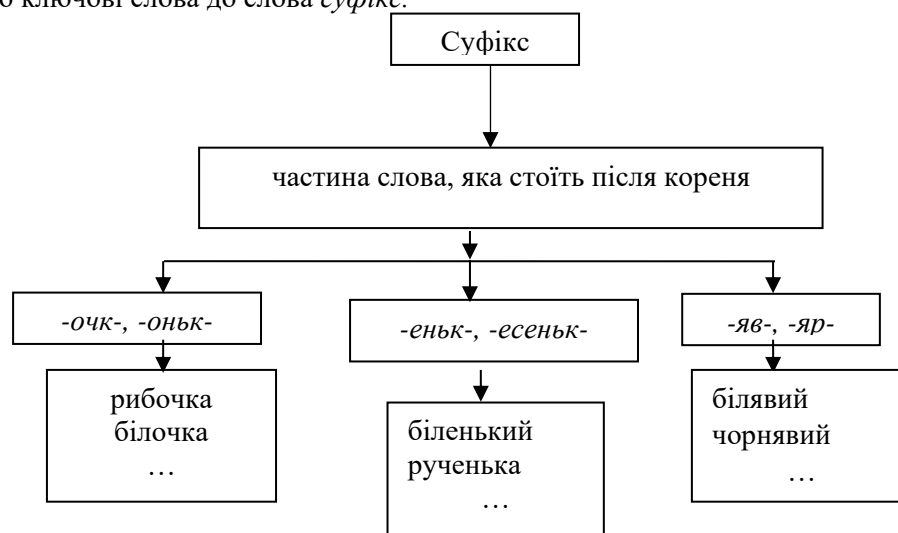 ключові слова до слова суфікс.
Суфікс
частина слова, яка стоїть після кореня
-очк-, -оньк-
-еньк-, -есеньк-
-яв-, -яр-
рибочка
білочка
…
біленький
рученька
…
білявий
чорнявий
…